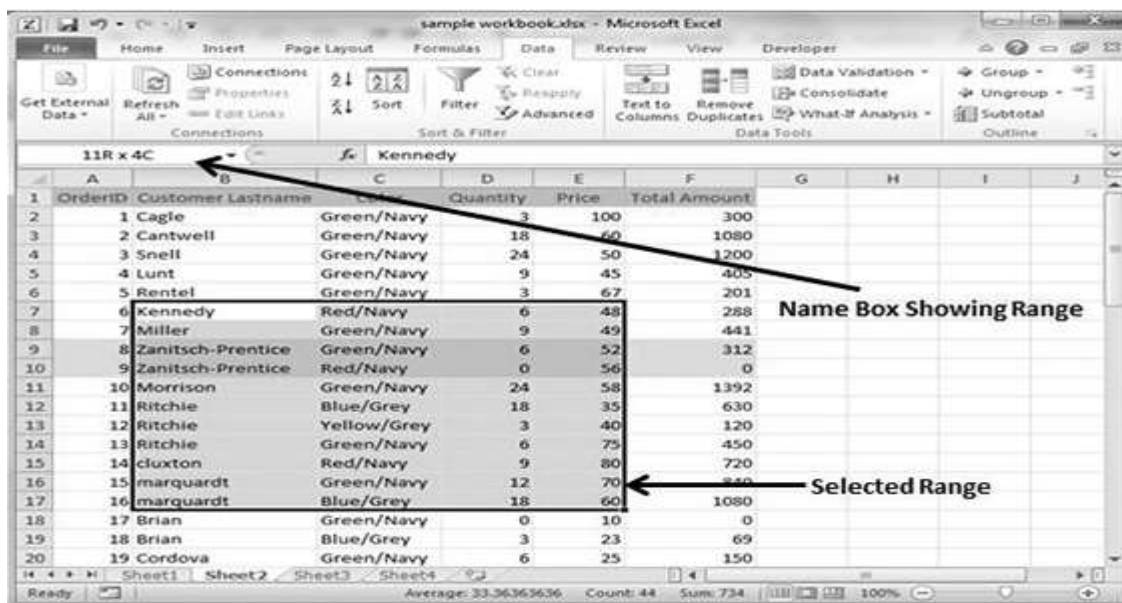 sample workbook.xlsx - Microsoft Excel
File Home Insert Page Layout Formulas Data Review View Developer
Get External Data
Refresh All
Connections
Properties
Edit Links
Connections
Sort
Filter
Clear
Reapply
Advanced
Sort & Filter
Text to Columns
Remove Duplicates
Data Validation
Consolidate
What-If Analysis
Data Tools
Group
Ungroup
Subtotal
Outline
11R x 4C fx Kennedy
A B C D E F G H I J
1 OrderID Customer Lastname Color Quantity Price Total Amount
2 1 Cagle Green/Navy 3 100 300
3 2 Cantwell Green/Navy 18 60 1080
4 3 Snell Green/Navy 24 50 1200
5 4 Lunt Green/Navy 9 45 405
6 5 Rentel Green/Navy 3 67 201
7 6 Kennedy Red/Navy 6 48 288
8 7 Miller Green/Navy 9 49 441
9 8 Zanitsch-Prentice Green/Navy 6 52 312
10 9 Zanitsch-Prentice Red/Navy 0 56 0
11 10 Morrison Green/Navy 24 58 1392
12 11 Ritchie Blue/Grey 18 35 630
13 12 Ritchie Yellow/Grey 3 40 120
14 13 Ritchie Green/Navy 6 75 450
15 14 cluxton Red/Navy 9 80 720
16 15 marquardt Green/Navy 12 70 840
17 16 marquardt Blue/Grey 18 60 1080
18 17 Brian Green/Navy 0 10 0
19 18 Brian Blue/Grey 3 23 69
20 19 Cordova Green/Navy 6 25 150
Name Box Showing Range
Selected Range
Sheet1 Sheet2 Sheet3 Sheet4
Ready Average: 33.36363636 Count: 44 Sum: 734 100%